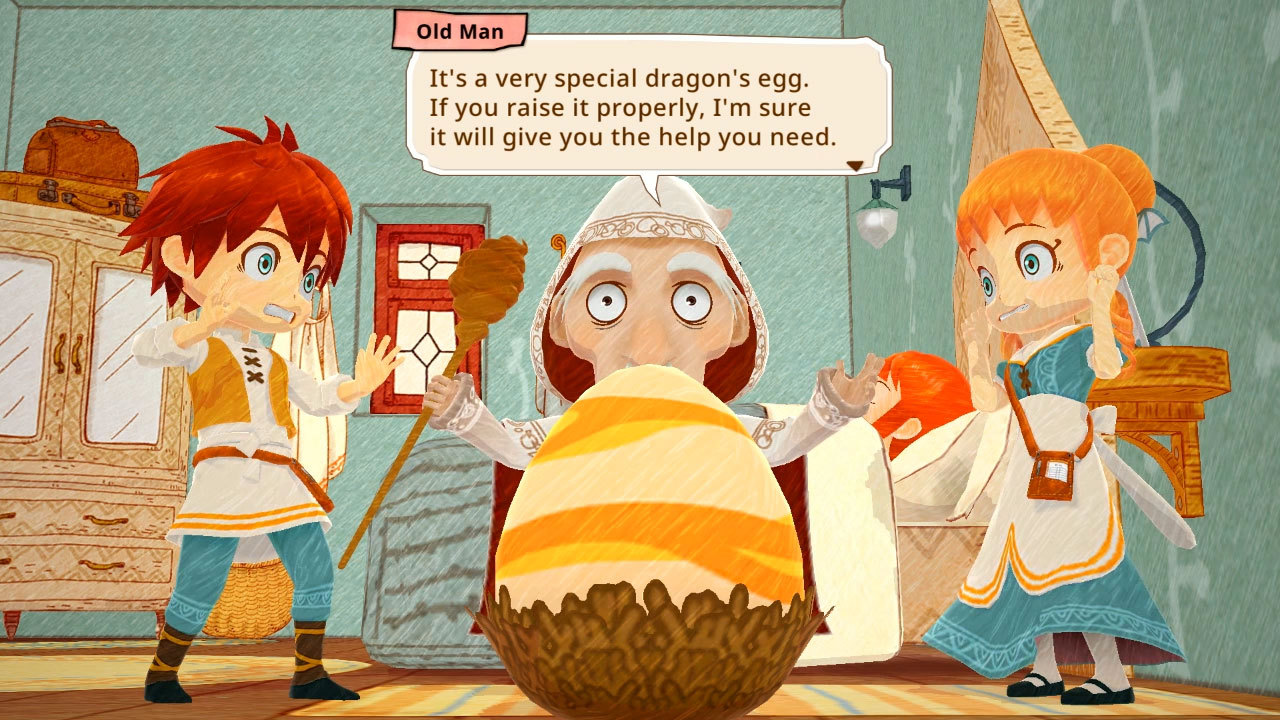 Old Man
It's a very special dragon's egg.
If you raise it properly, I'm sure
it will give you the help you need.